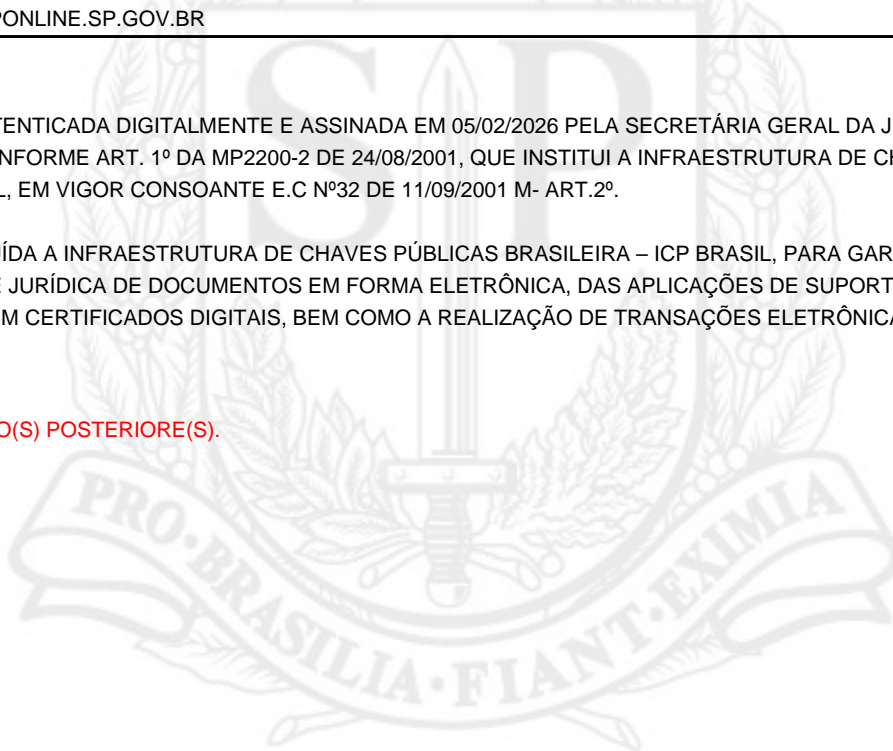 PONLINE.SP.GOV.BR
TENTICADA DIGITALMENTE E ASSINADA EM 05/02/2026 PELA SECRETÁRIA GERAL DA J
NFORME ART. 1º DA MP2200-2 DE 24/08/2001, QUE INSTITUI A INFRAESTRUTURA DE CH
L, EM VIGOR CONSOANTE E.C Nº32 DE 11/09/2001 M- ART.2º.
UÍDA A INFRAESTRUTURA DE CHAVES PÚBLICAS BRASILEIRA – ICP BRASIL, PARA GAR
E JURÍDICA DE DOCUMENTOS EM FORMA ELETRÔNICA, DAS APLICAÇÕES DE SUPORT
EM CERTIFICADOS DIGITAIS, BEM COMO A REALIZAÇÃO DE TRANSAÇÕES ELETRÔNICA
O(S) POSTERIORE(S).
SP
PRO·BRASILIA·FIANT·EXIMIA